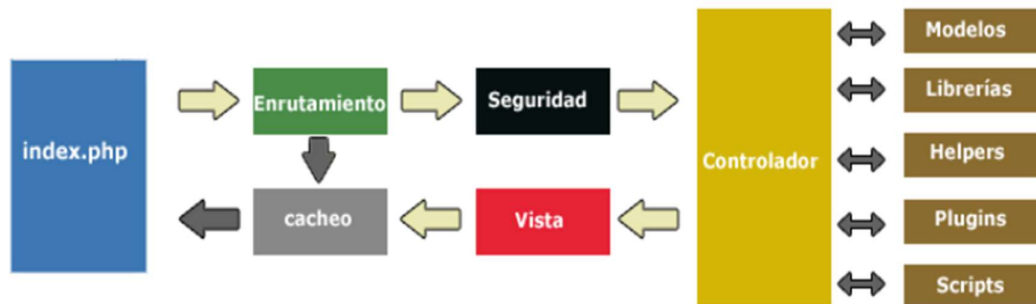 index.php
Enrutamiento
Seguridad
cacheo
Vista
Controlador
Modelos
Librerías
Helpers
Plugins
Scripts